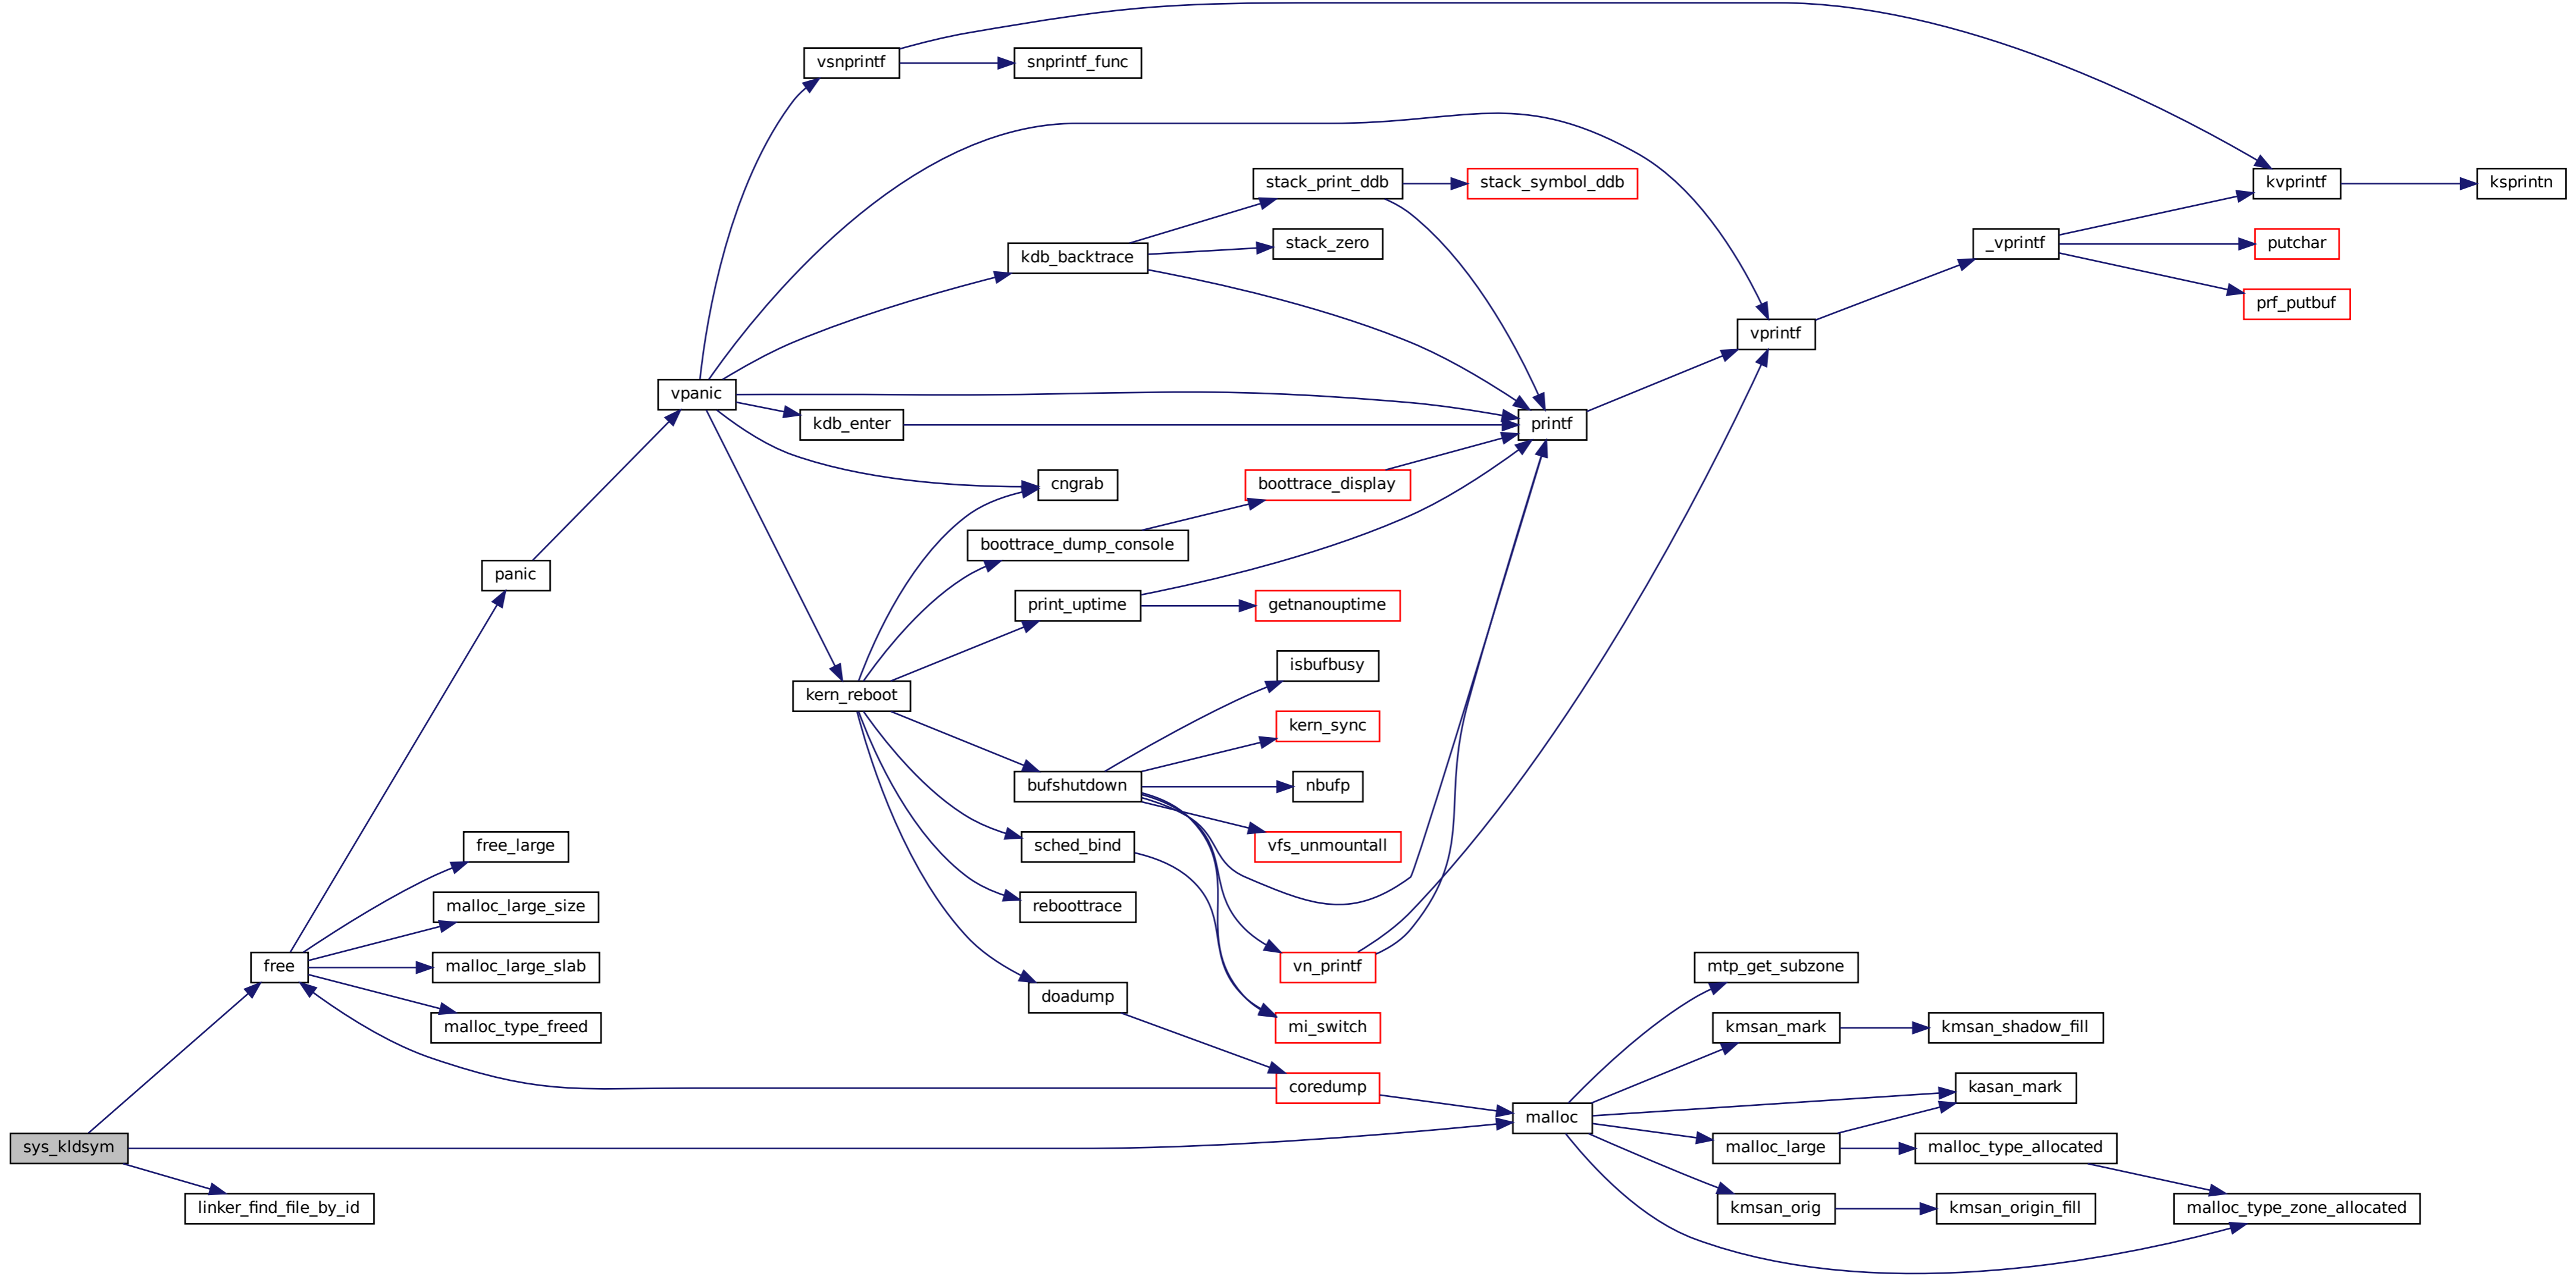 vsnprintf
snprintf_func
stack_print_ddb
stack_symbol_ddb
kvprintf
ksprintn
kdb_backtrace
stack_zero
_vprintf
putchar
prf_putbuf
vprintf
vpanic
kdb_enter
printf
cngrab
boottrace_display
boottrace_dump_console
panic
print_uptime
getnanouptime
isbufbusy
kern_reboot
kern_sync
bufshutdown
nbufp
free_large
sched_bind
vfs_unmountall
malloc_large_size
reboottrace
free
malloc_large_slab
vn_printf
mtp_get_subzone
doadump
malloc_type_freed
mi_switch
kmsan_mark
kmsan_shadow_fill
coredump
kasan_mark
malloc
sys_kldsym
malloc_large
malloc_type_allocated
linker_find_file_by_id
kmsan_orig
kmsan_origin_fill
malloc_type_zone_allocated